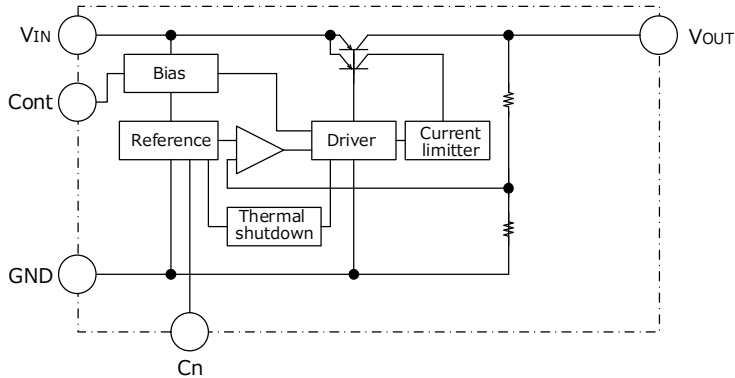 VIN
VOUT
Bias
Cont
Reference
Driver
Current
limitter
Thermal
shutdown
GND
Cn